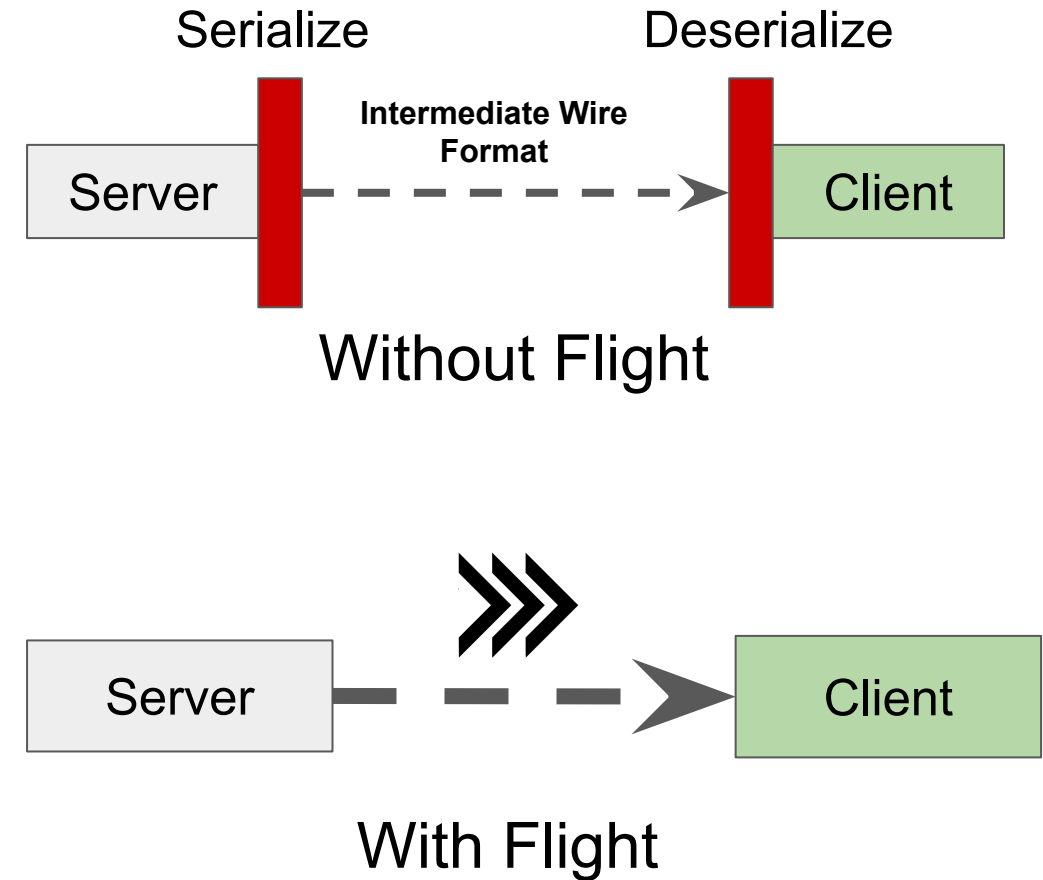 Serialize
Deserialize
Intermediate Wire
Format
Server
Client
Without Flight
Server
Client
With Flight